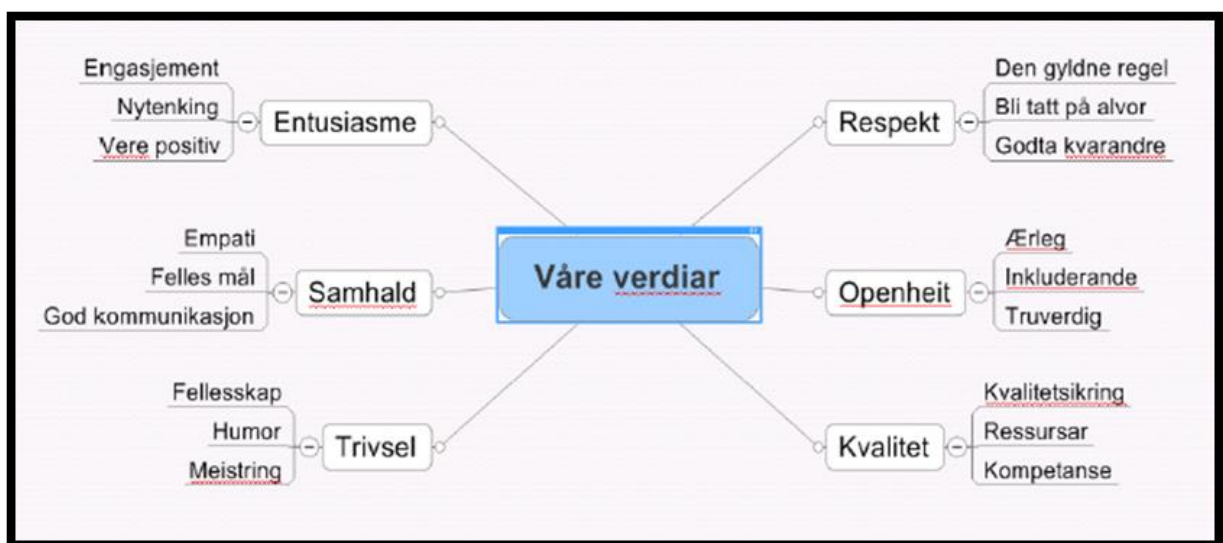 Våre verdiar
Entusiasme
Engasjement
Nytenking
Vere positiv
Samhald
Empati
Felles mål
God kommunikasjon
Trivsel
Fellesskap
Humor
Meistring
Respekt
Den gyldne regel
Bli tatt på alvor
Godta kvarandre
Openheit
Ærleg
Inkluderande
Truverdig
Kvalitet
Kvalitetsikring
Ressursar
Kompetanse